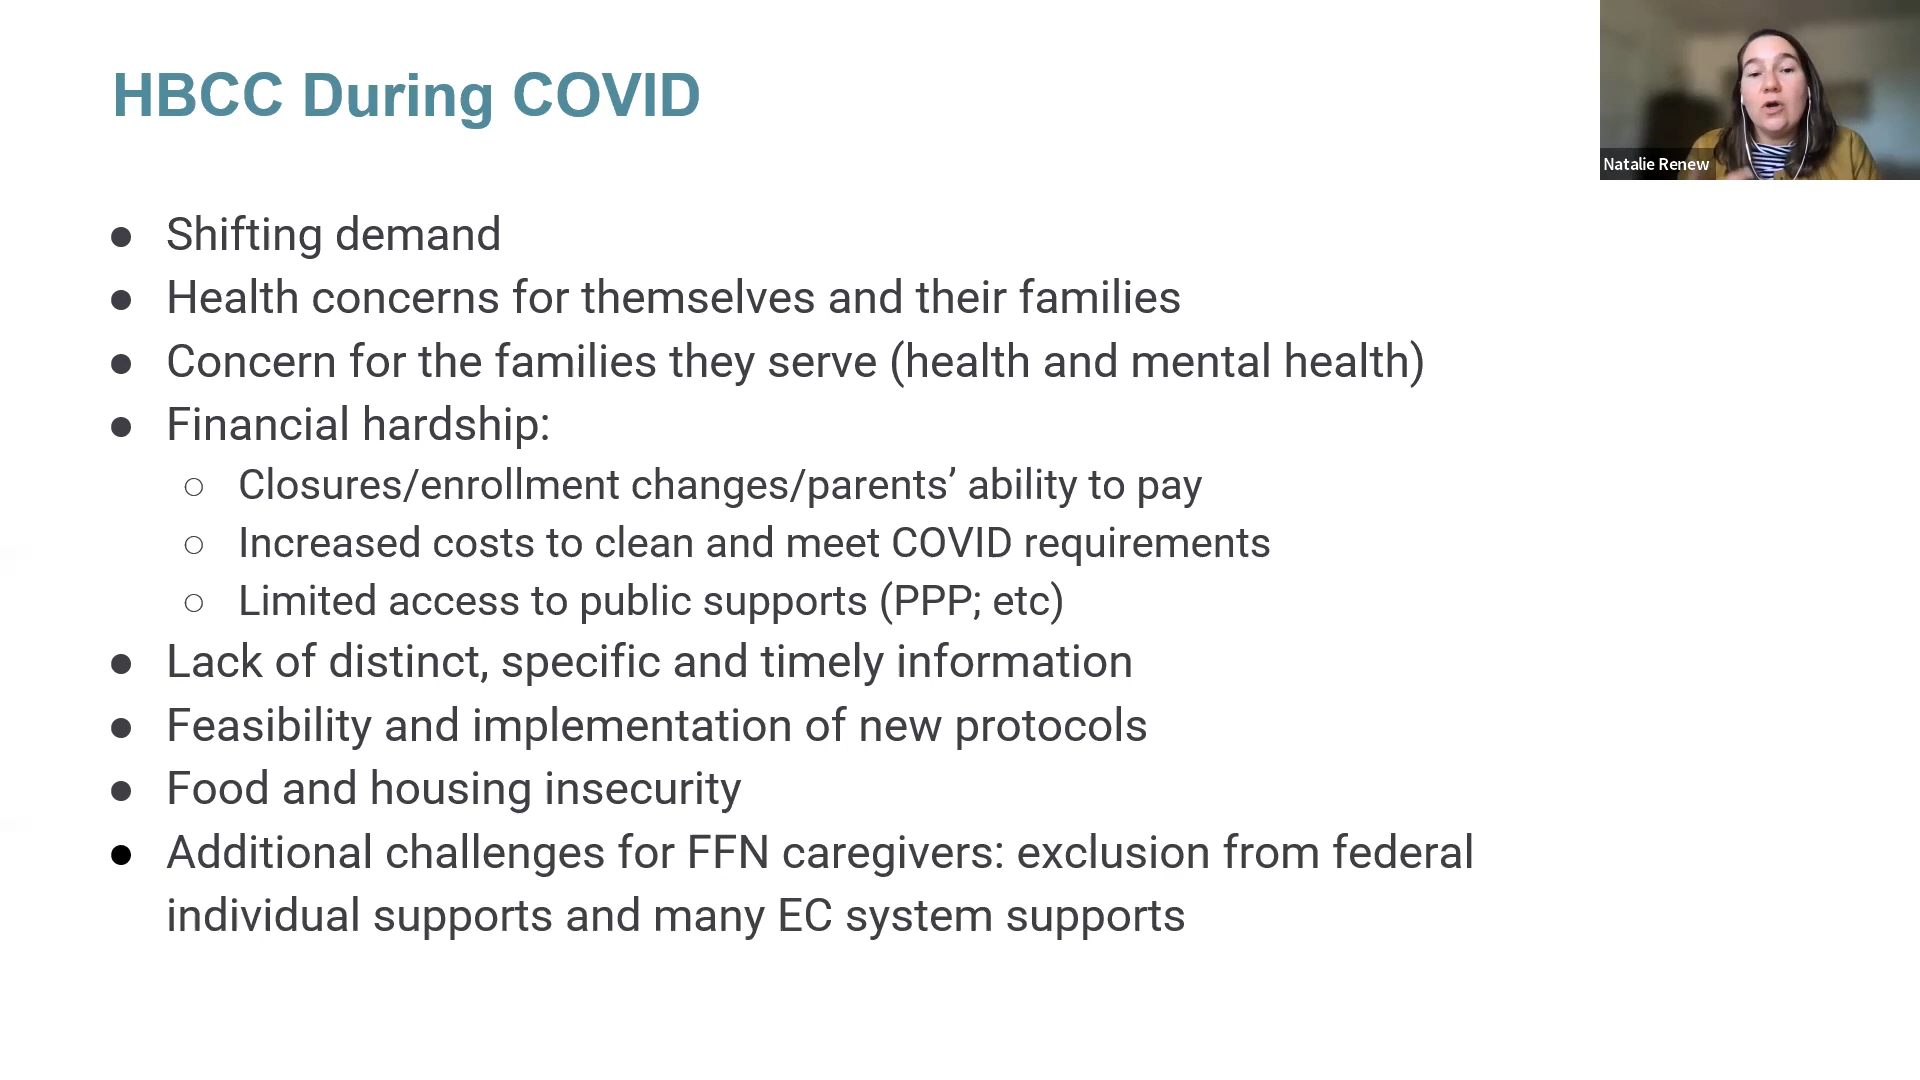 HBCC During COVID
Natalie Renew
● Shifting demand
● Health concerns for themselves and their families
● Concern for the families they serve (health and mental health)
● Financial hardship:
○ Closures/enrollment changes/parents’ ability to pay
○ Increased costs to clean and meet COVID requirements
○ Limited access to public supports (PPP; etc)
● Lack of distinct, specific and timely information
● Feasibility and implementation of new protocols
● Food and housing insecurity
● Additional challenges for FFN caregivers: exclusion from federal
individual supports and many EC system supports